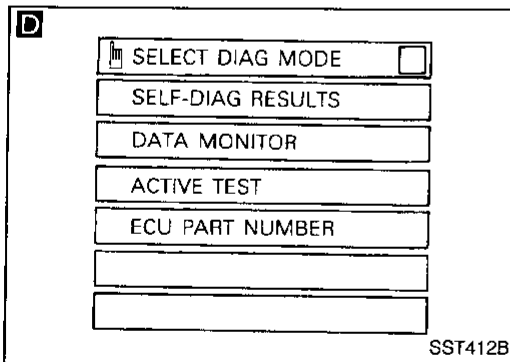 D
SELECT DIAG MODE
SELF-DIAG RESULTS
DATA MONITOR
ACTIVE TEST
ECU PART NUMBER
SST412B